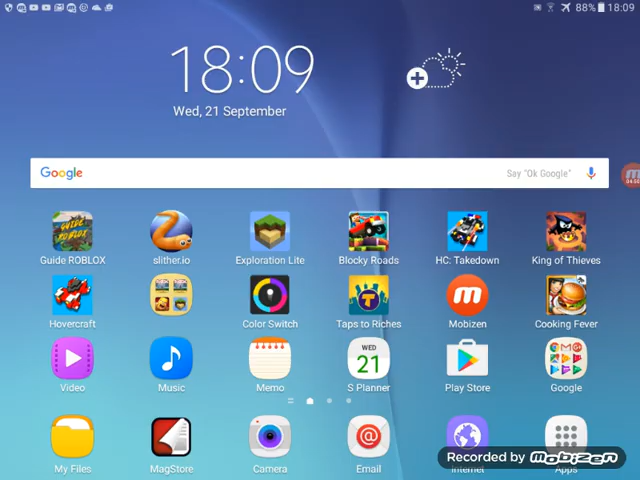 88% 18:09
18:09
Wed, 21 September
Google Say "Ok Google"
Guide ROBLOX slither.io Exploration Lite Blocky Roads HC: Takedown King of Thieves
Hovercraft Color Switch Taps to Riches Mobizen Cooking Fever
WED
21
Video Music Memo S Planner Play Store Google
My Files MagStore Camera Email Internet Apps
Recorded by Mobizen